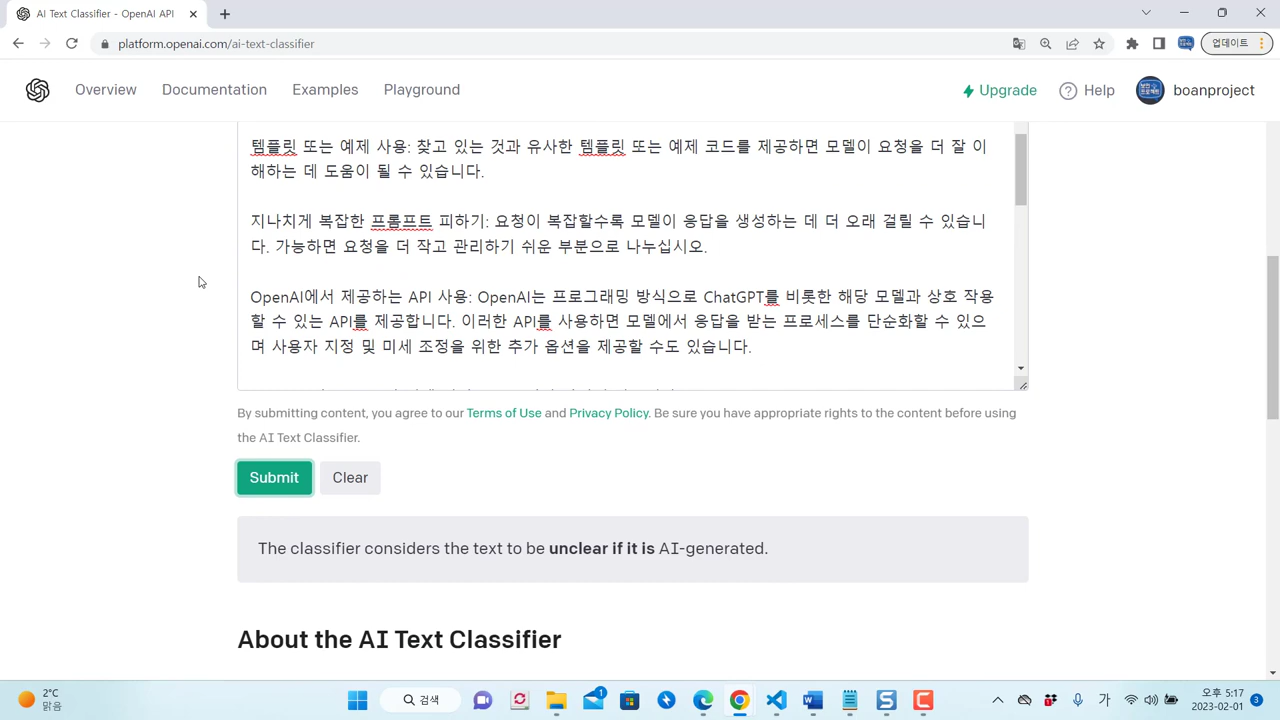 AI Text Classifier - OpenAI API
platform.openai.com/ai-text-classifier
업데이트
Overview
Documentation
Examples
Playground
Upgrade
Help
boanproject
템플릿 또는 예제 사용: 찾고 있는 것과 유사한 템플릿 또는 예제 코드를 제공하면 모델이 요청을 더 잘 이
해하는 데 도움이 될 수 있습니다.
지나치게 복잡한 프롬프트 피하기: 요청이 복잡할수록 모델이 응답을 생성하는 데 더 오래 걸릴 수 있습니
다. 가능하면 요청을 더 작고 관리하기 쉬운 부분으로 나누십시오.
OpenAI에서 제공하는 API 사용: OpenAI는 프로그래밍 방식으로 ChatGPT를 비롯한 해당 모델과 상호 작용
할 수 있는 API를 제공합니다. 이러한 API를 사용하면 모델에서 응답을 받는 프로세스를 단순화할 수 있으
며 사용자 지정 및 미세 조정을 위한 추가 옵션을 제공할 수도 있습니다.
By submitting content, you agree to our Terms of Use and Privacy Policy. Be sure you have appropriate rights to the content before using
the AI Text Classifier.
Submit
Clear
The classifier considers the text to be unclear if it is AI-generated.
About the AI Text Classifier
2°C
맑음
검색
1
가
오후 5:17
2023-02-01
3